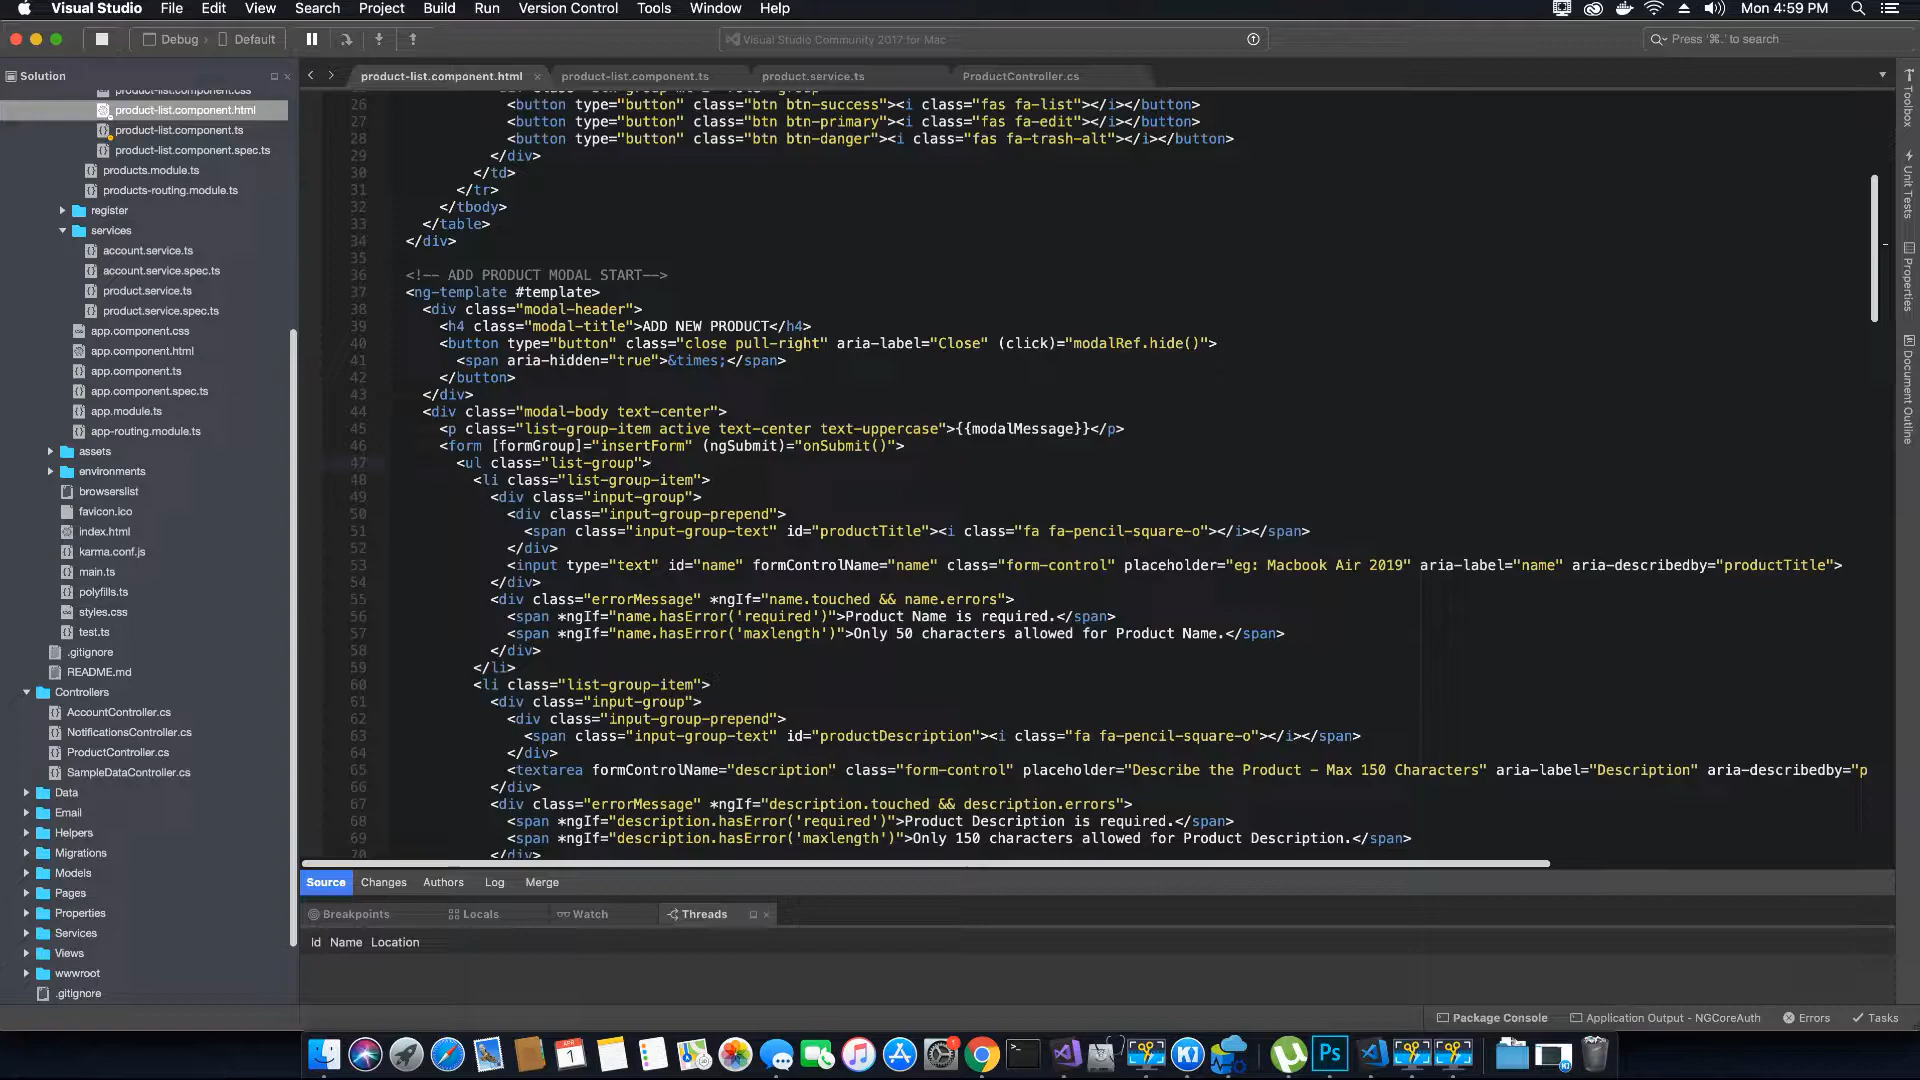 Visual Studio File Edit View Search Project Build Run Version Control Tools Window Help Mon 4:59 PM
Debug › Default Visual Studio Community 2017 for Mac Press '⌘.' to search
Solution
product-list.component.html product-list.component.ts product.service.ts ProductController.cs
product-list.component.css
product-list.component.html
product-list.component.ts
product-list.component.spec.ts
products.module.ts
products-routing.module.ts
register
services
account.service.ts
account.service.spec.ts
product.service.ts
product.service.spec.ts
app.component.css
app.component.html
app.component.ts
app.component.spec.ts
app.module.ts
app-routing.module.ts
assets
environments
browserslist
favicon.ico
index.html
karma.conf.js
main.ts
polyfills.ts
styles.css
test.ts
.gitignore
README.md
Controllers
AccountController.cs
NotificationsController.cs
ProductController.cs
SampleDataController.cs
Data
Email
Helpers
Migrations
Models
Pages
Properties
Services
Views
wwwroot
.gitignore
26 <button type="button" class="btn btn-success"><i class="fas fa-list"></i></button>
27 <button type="button" class="btn btn-primary"><i class="fas fa-edit"></i></button>
28 <button type="button" class="btn btn-danger"><i class="fas fa-trash-alt"></i></button>
29 </div>
30 </td>
31 </tr>
32 </tbody>
33 </table>
34 </div>
35
36 <!-- ADD PRODUCT MODAL START-->
37 <ng-template #template>
38 <div class="modal-header">
39 <h4 class="modal-title">ADD NEW PRODUCT</h4>
40 <button type="button" class="close pull-right" aria-label="Close" (click)="modalRef.hide()">
41 <span aria-hidden="true">&times;</span>
42 </button>
43 </div>
44 <div class="modal-body text-center">
45 <p class="list-group-item active text-center text-uppercase">{{modalMessage}}</p>
46 <form [formGroup]="insertForm" (ngSubmit)="onSubmit()">
47 <ul class="list-group">
48 <li class="list-group-item">
49 <div class="input-group">
50 <div class="input-group-prepend">
51 <span class="input-group-text" id="productTitle"><i class="fa fa-pencil-square-o"></i></span>
52 </div>
53 <input type="text" id="name" formControlName="name" class="form-control" placeholder="eg: Macbook Air 2019" aria-label="name" aria-describedby="productTitle">
54 </div>
55 <div class="errorMessage" *ngIf="name.touched && name.errors">
56 <span *ngIf="name.hasError('required')">Product Name is required.</span>
57 <span *ngIf="name.hasError('maxlength')">Only 50 characters allowed for Product Name.</span>
58 </div>
59 </li>
60 <li class="list-group-item">
61 <div class="input-group">
62 <div class="input-group-prepend">
63 <span class="input-group-text" id="productDescription"><i class="fa fa-pencil-square-o"></i></span>
64 </div>
65 <textarea formControlName="description" class="form-control" placeholder="Describe the Product - Max 150 Characters" aria-label="Description" aria-describedby="p
66 </div>
67 <div class="errorMessage" *ngIf="description.touched && description.errors">
68 <span *ngIf="description.hasError('required')">Product Description is required.</span>
69 <span *ngIf="description.hasError('maxlength')">Only 150 characters allowed for Product Description.</span>
70 </div>
Toolbox
Unit Tests
Properties
Document Outline
Source Changes Authors Log Merge
Breakpoints Locals Watch Threads
Id Name Location
Package Console Application Output - NGCoreAuth Errors Tasks
APR
1
Ps